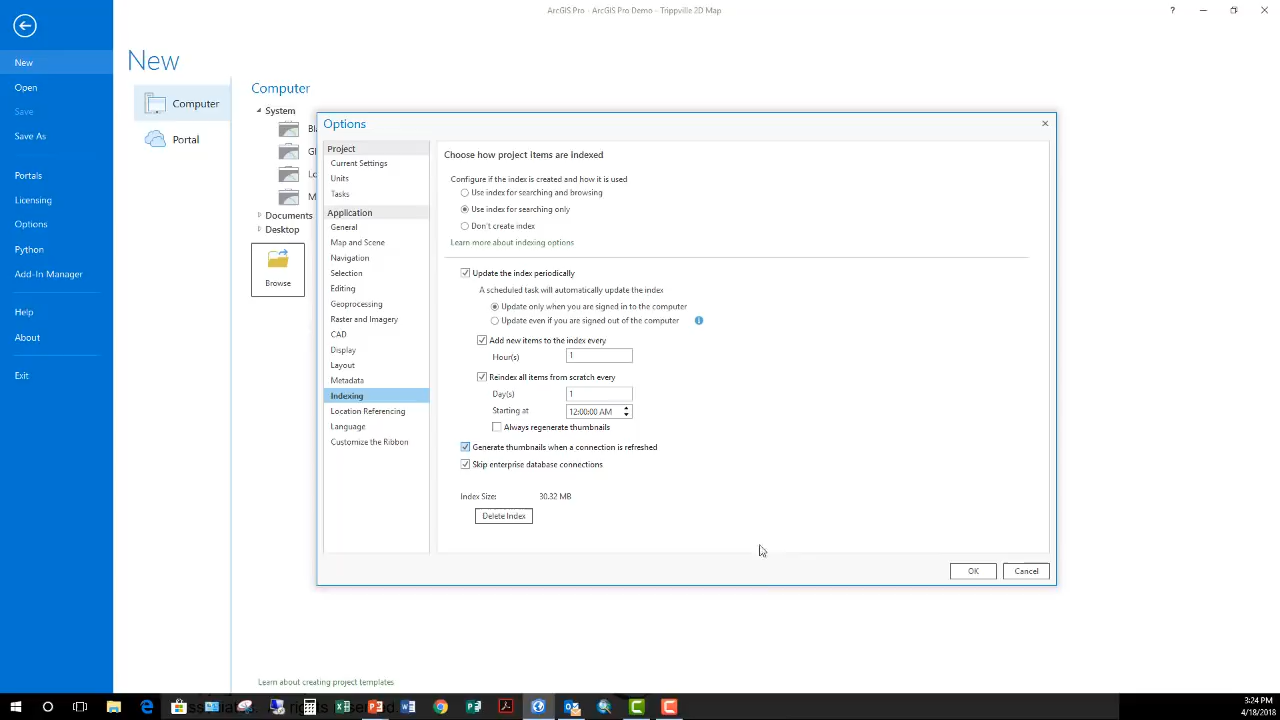 ArcGIS Pro - ArcGIS Pro Demo - Trippville 2D Map
?
New
Open
Save
Save As
Portals
Licensing
Options
Python
Add-In Manager
Help
About
Exit
New
Computer
Portal
Computer
System
Documents
Desktop
Browse
Learn about creating project templates
Options
Project
Current Settings
Units
Tasks
Application
General
Map and Scene
Navigation
Selection
Editing
Geoprocessing
Raster and Imagery
CAD
Display
Layout
Metadata
Indexing
Location Referencing
Language
Customize the Ribbon
Choose how project items are indexed
Configure if the index is created and how it is used
Use index for searching and browsing
Use index for searching only
Don't create index
Learn more about indexing options
Update the index periodically
A scheduled task will automatically update the index
Update only when you are signed in to the computer
Update even if you are signed out of the computer
Add new items to the index every
Hour(s) 1
Reindex all items from scratch every
Day(s) 1
Starting at 12:00:00 AM
Always regenerate thumbnails
Generate thumbnails when a connection is refreshed
Skip enterprise database connections
Index Size: 30.32 MB
Delete Index
OK Cancel
3:24 PM
4/18/2018